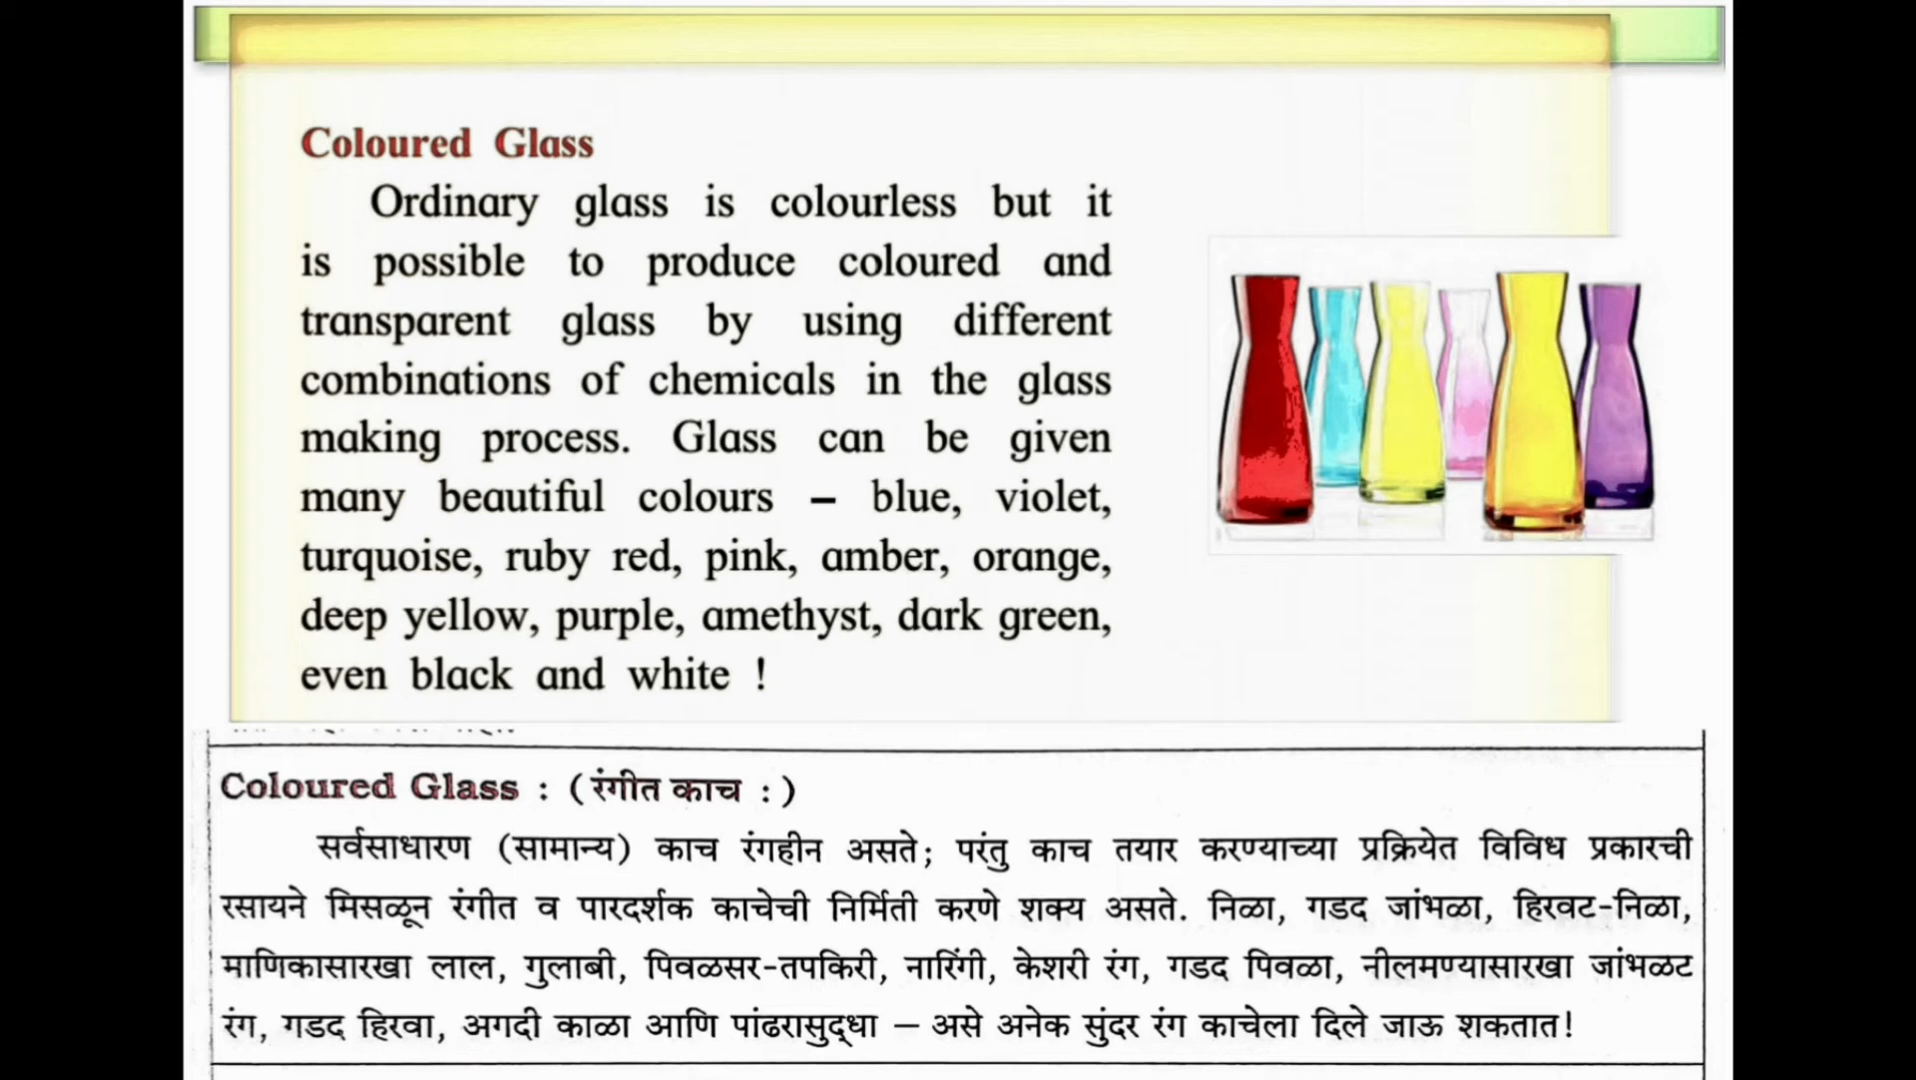 Coloured Glass
Ordinary glass is colourless but it
is possible to produce coloured and
transparent glass by using different
combinations of chemicals in the glass
making process. Glass can be given
many beautiful colours – blue, violet,
turquoise, ruby red, pink, amber, orange,
deep yellow, purple, amethyst, dark green,
even black and white !
Coloured Glass : (रंगीत काच : )
सर्वसाधारण (सामान्य) काच रंगहीन असते; परंतु काच तयार करण्याच्या प्रक्रियेत विविध प्रकारची
रसायने मिसळून रंगीत व पारदर्शक काचेची निर्मिती करणे शक्य असते. निळा, गडद जांभळा, हिरवट-निळा,
माणिकासारखा लाल, गुलाबी, पिवळसर-तपकिरी, नारिंगी, केशरी रंग, गडद पिवळा, नीलमण्यासारखा जांभळट
रंग, गडद हिरवा, अगदी काळा आणि पांढरासुद्धा – असे अनेक सुंदर रंग काचेला दिले जाऊ शकतात!